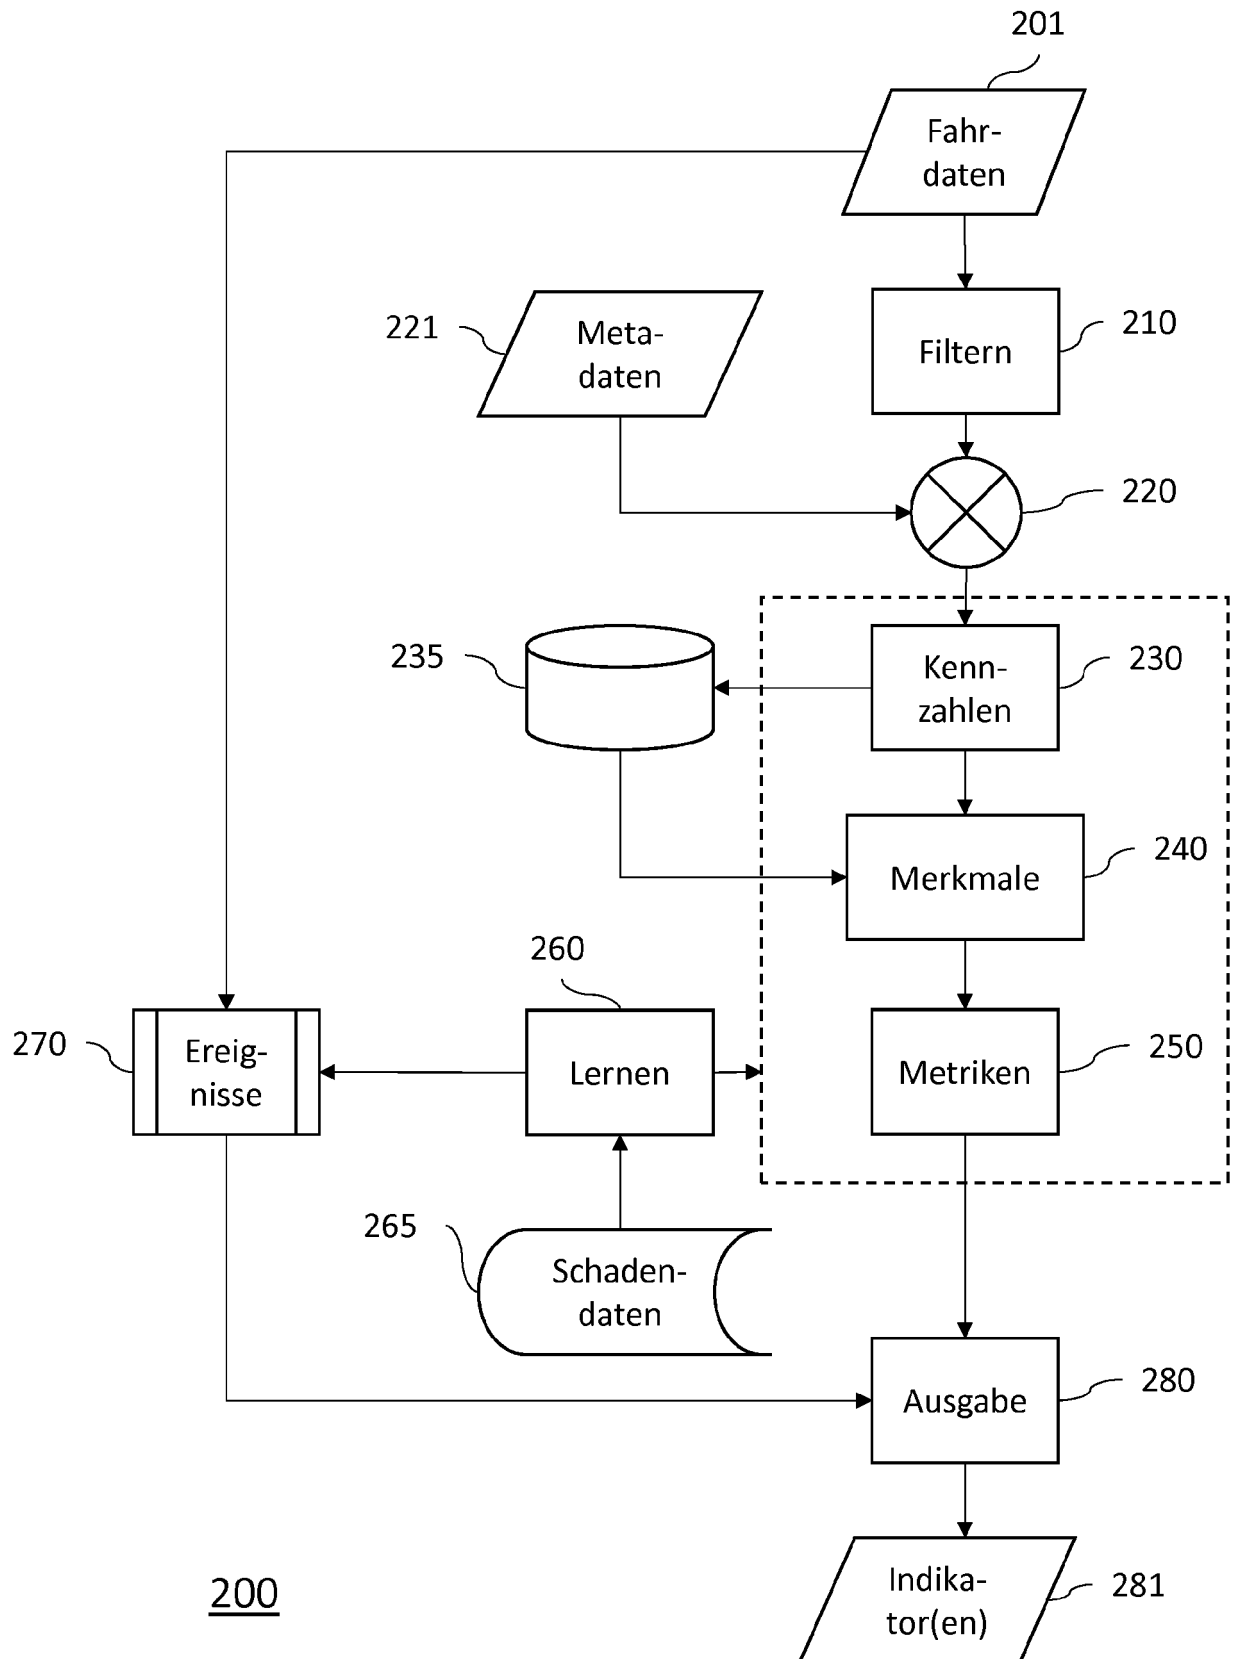 201
Fahr-
daten
221
Meta-
daten
Filtern
210
220
235
Kenn-
zahlen
230
Merkmale
240
260
270
Ereig-
nisse
Lernen
Metriken
250
265
Schaden-
daten
Ausgabe
280
200
Indika-
tor(en)
281